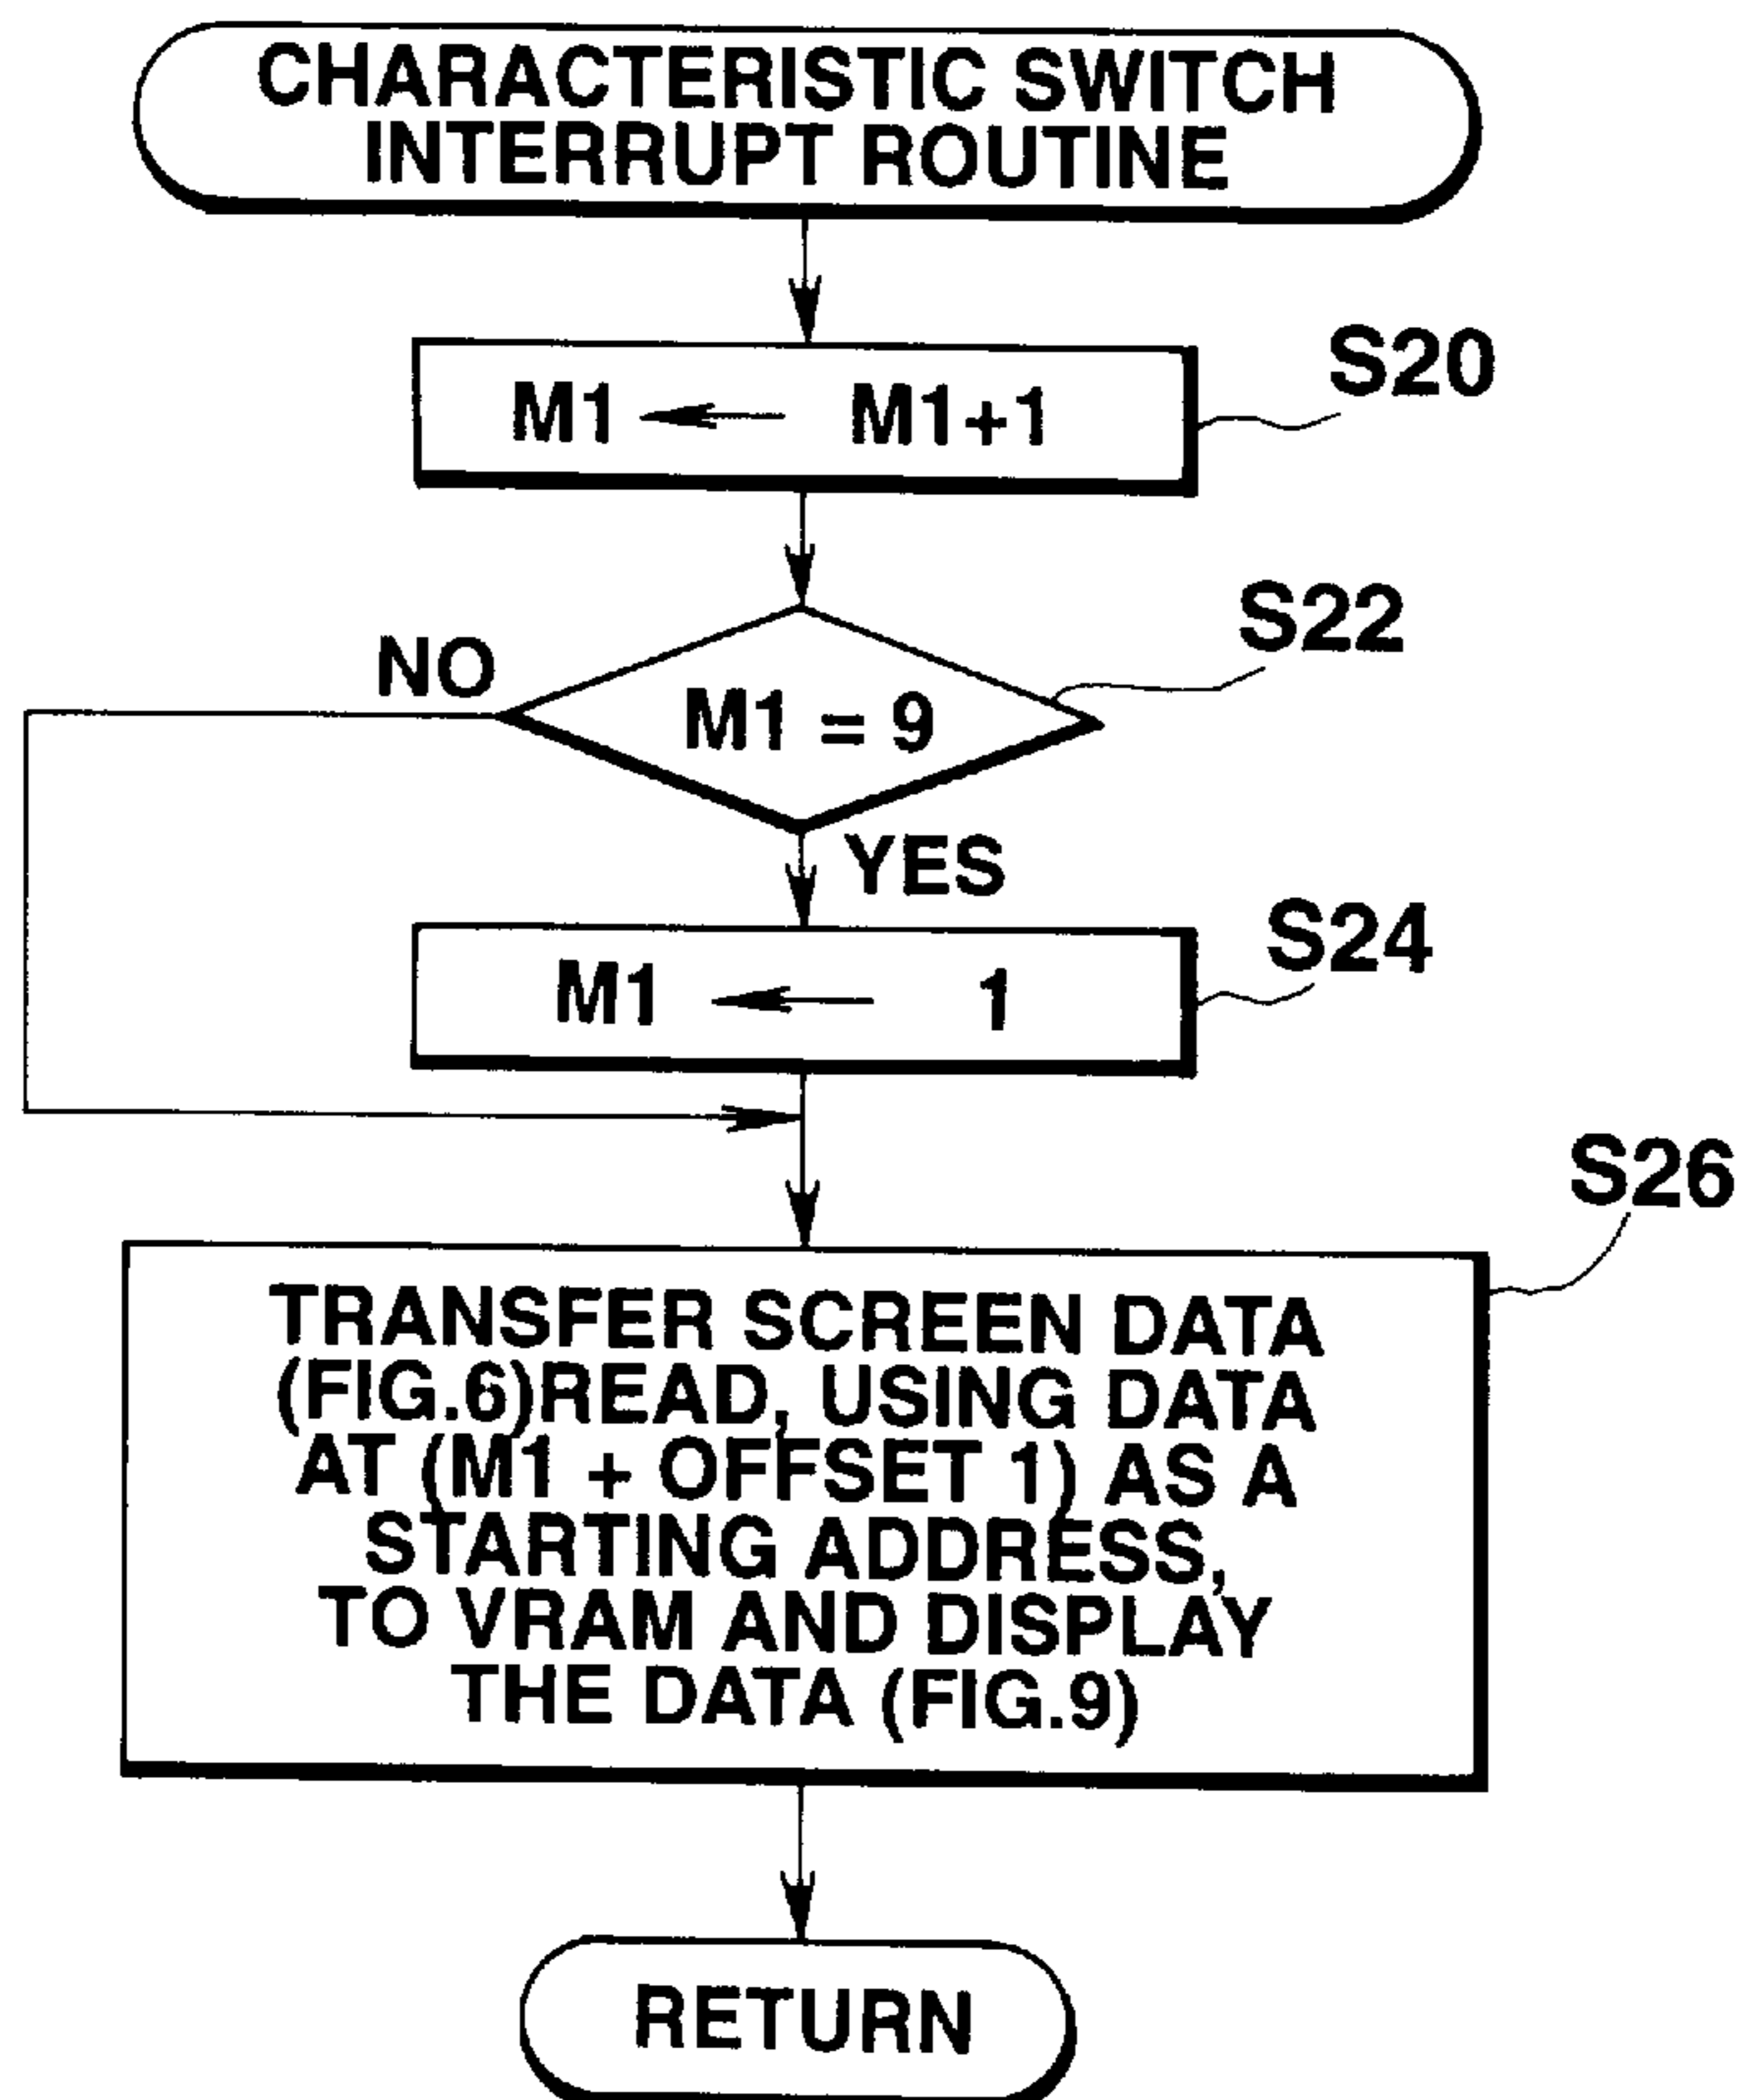 CHARACTERISTIC SWITCH
INTERRUPT ROUTINE
M1 ← M1+1
S20
M1 = 9
S22
NO
YES
M1 ← 1
S24
S26
TRANSFER SCREEN DATA
(FIG.6)READ, USING DATA
AT (M1 + OFFSET 1) AS A
STARTING ADDRESS,
TO VRAM AND DISPLAY
THE DATA (FIG.9)
RETURN